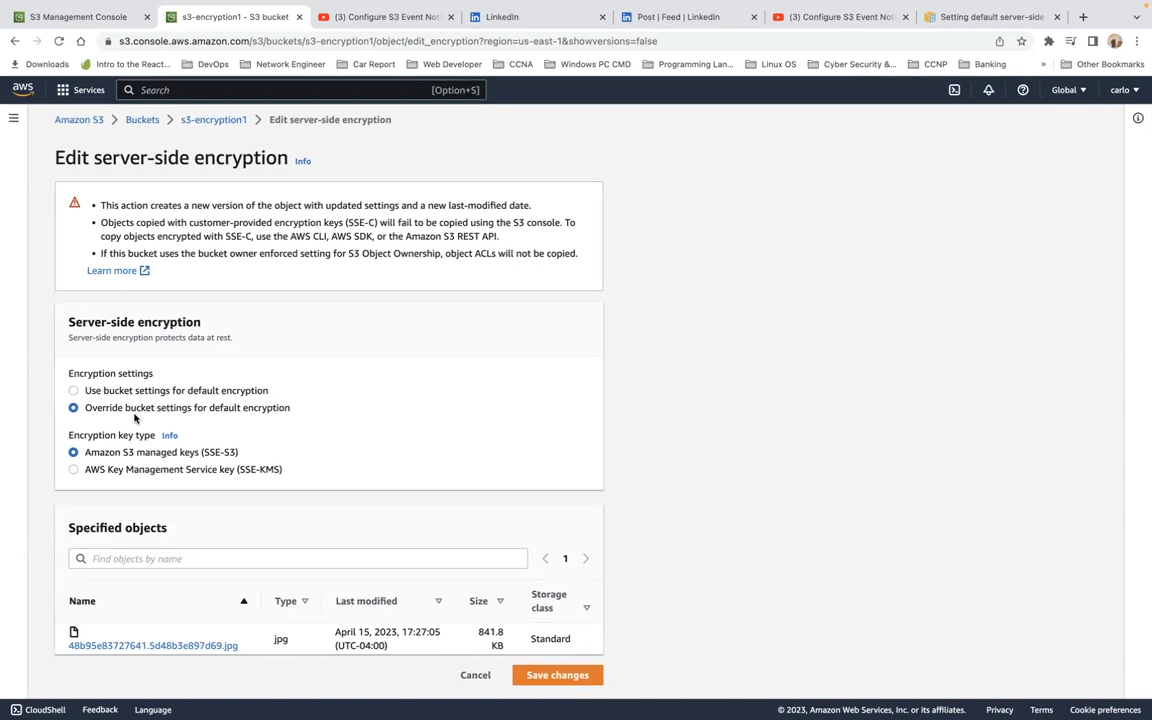 S3 Management Console
s3-encryption1 - S3 bucket
(3) Configure S3 Event Not
LinkedIn
Post | Feed | LinkedIn
(3) Configure S3 Event Not
Setting default server-side
s3.console.aws.amazon.com/s3/buckets/s3-encryption1/object/edit_encryption?region=us-east-1&showversions=false
Downloads
Intro to the React...
DevOps
Network Engineer
Car Report
Web Developer
CCNA
Windows PC CMD
Programming Lan...
Linux OS
Cyber Security &...
CCNP
Banking
»
Other Bookmarks
aws
Services
Search
[Option+S]
Global
carlo
Amazon S3 > Buckets > s3-encryption1 > Edit server-side encryption
Edit server-side encryption Info
• This action creates a new version of the object with updated settings and a new last-modified date.
• Objects copied with customer-provided encryption keys (SSE-C) will fail to be copied using the S3 console. To
copy objects encrypted with SSE-C, use the AWS CLI, AWS SDK, or the Amazon S3 REST API.
• If this bucket uses the bucket owner enforced setting for S3 Object Ownership, object ACLs will not be copied.
Learn more
Server-side encryption
Server-side encryption protects data at rest.
Encryption settings
Use bucket settings for default encryption
Override bucket settings for default encryption
Encryption key type Info
Amazon S3 managed keys (SSE-S3)
AWS Key Management Service key (SSE-KMS)
Specified objects
Find objects by name
1
Name
Type
Last modified
Size
Storage
class
48b95e83727641.5d48b3e897d69.jpg
jpg
April 15, 2023, 17:27:05
(UTC-04:00)
841.8
KB
Standard
Cancel
Save changes
CloudShell
Feedback
Language
© 2023, Amazon Web Services, Inc. or its affiliates.
Privacy
Terms
Cookie preferences